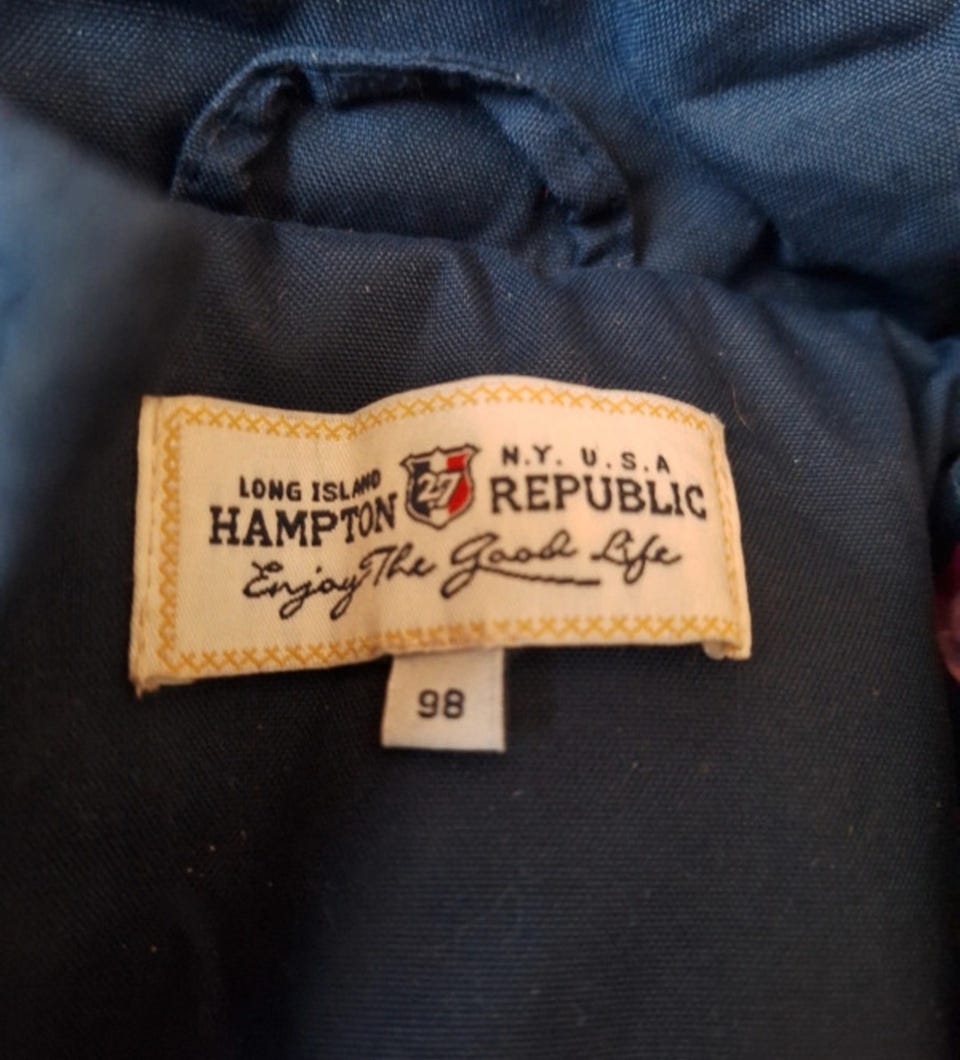 LONG ISLAND 27 N.Y. U.S.A
HAMPTON REPUBLIC
Enjoy The Good Life
98